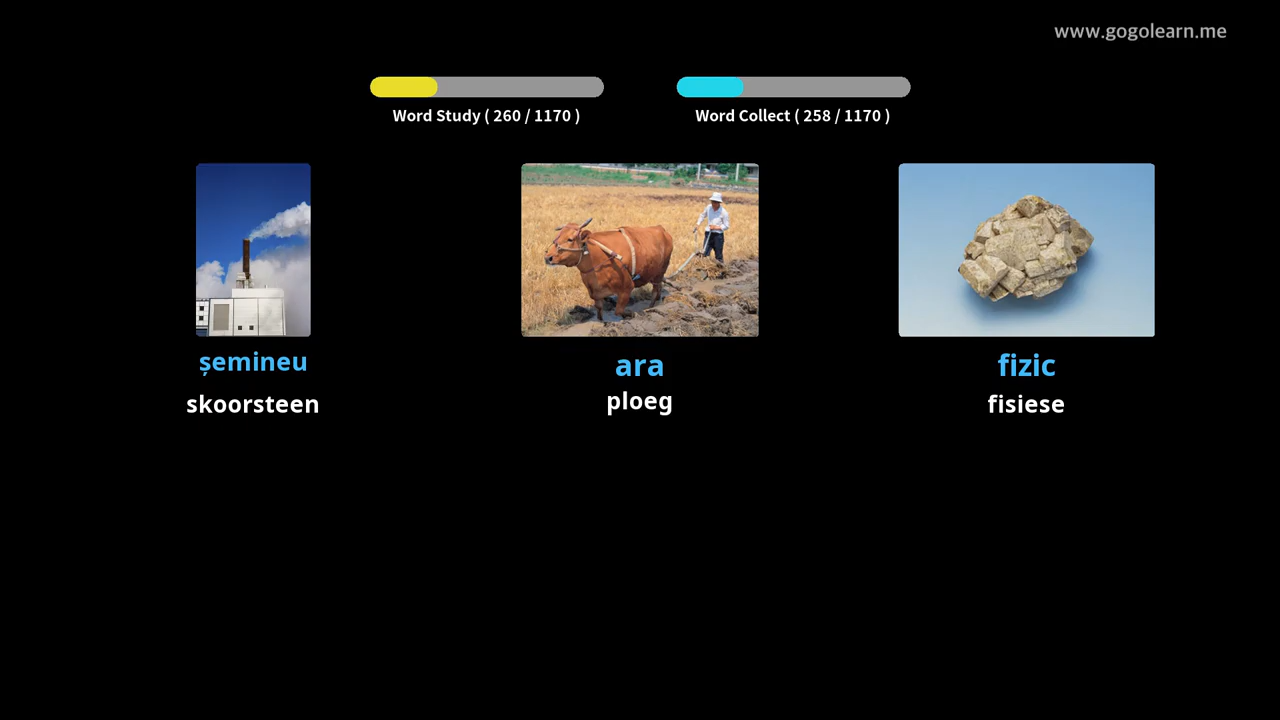 www.gogolearn.me
Word Study ( 260 / 1170 )
Word Collect ( 258 / 1170 )
șemineu
skoorsteen
ara
ploeg
fizic
fisiese